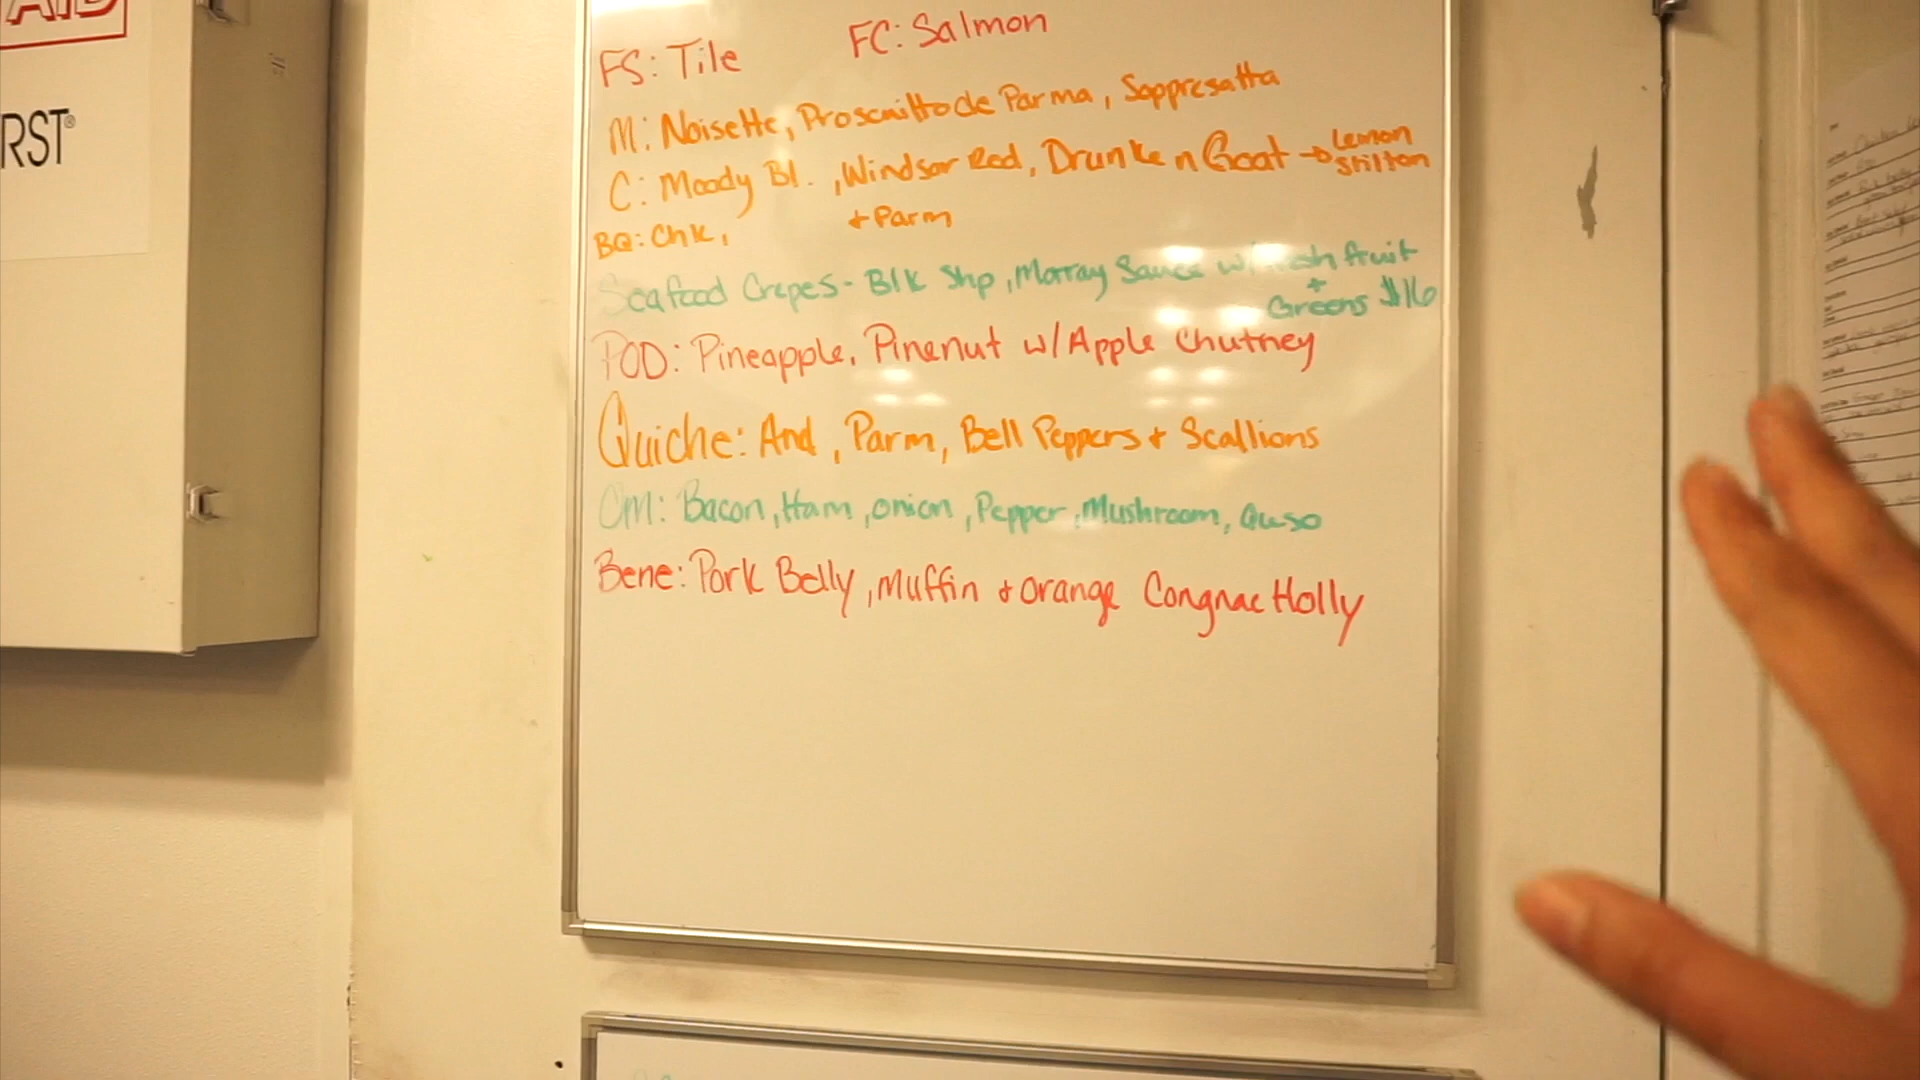 AID
RST®
FS: Tile FC: Salmon
M: Noisette, Proscuitto de Parma, Soppresatta
C: Moody Bl., Windsor Red, Drunken Goat → Lemon Stilton
+ Parm
BQ: Chk,
Seafood Crepes - Blk Shp, Morray Sauce w/ fruit
+ Greens $16
POD: Pineapple, Pinenut w/ Apple Chutney
Quiche: And, Parm, Bell Peppers + Scallions
OM: Bacon, Ham, onion, Pepper, Mushroom, Queso
Bene: Pork Belly, Muffin + Orange Congnac Holly